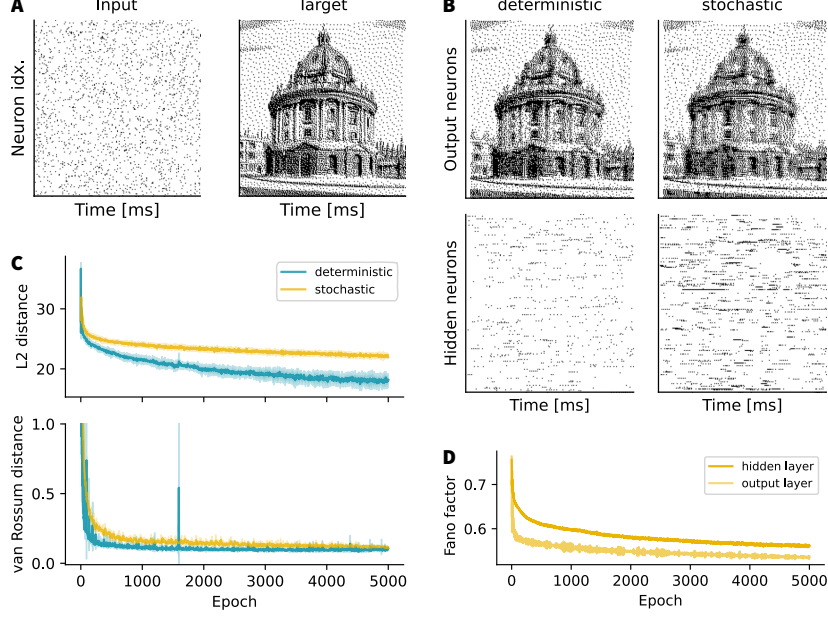 A
Input
Target
Neuron idx.
Time [ms]
Time [ms]
B
deterministic
stochastic
Output neurons
Hidden neurons
Time [ms]
Time [ms]
C
deterministic
stochastic
L2 distance
30
20
van Rossum distance
1.0
0.5
0.0
0
1000
2000
3000
4000
5000
Epoch
D
hidden layer
output layer
Fano factor
0.7
0.6
0
1000
2000
3000
4000
5000
Epoch